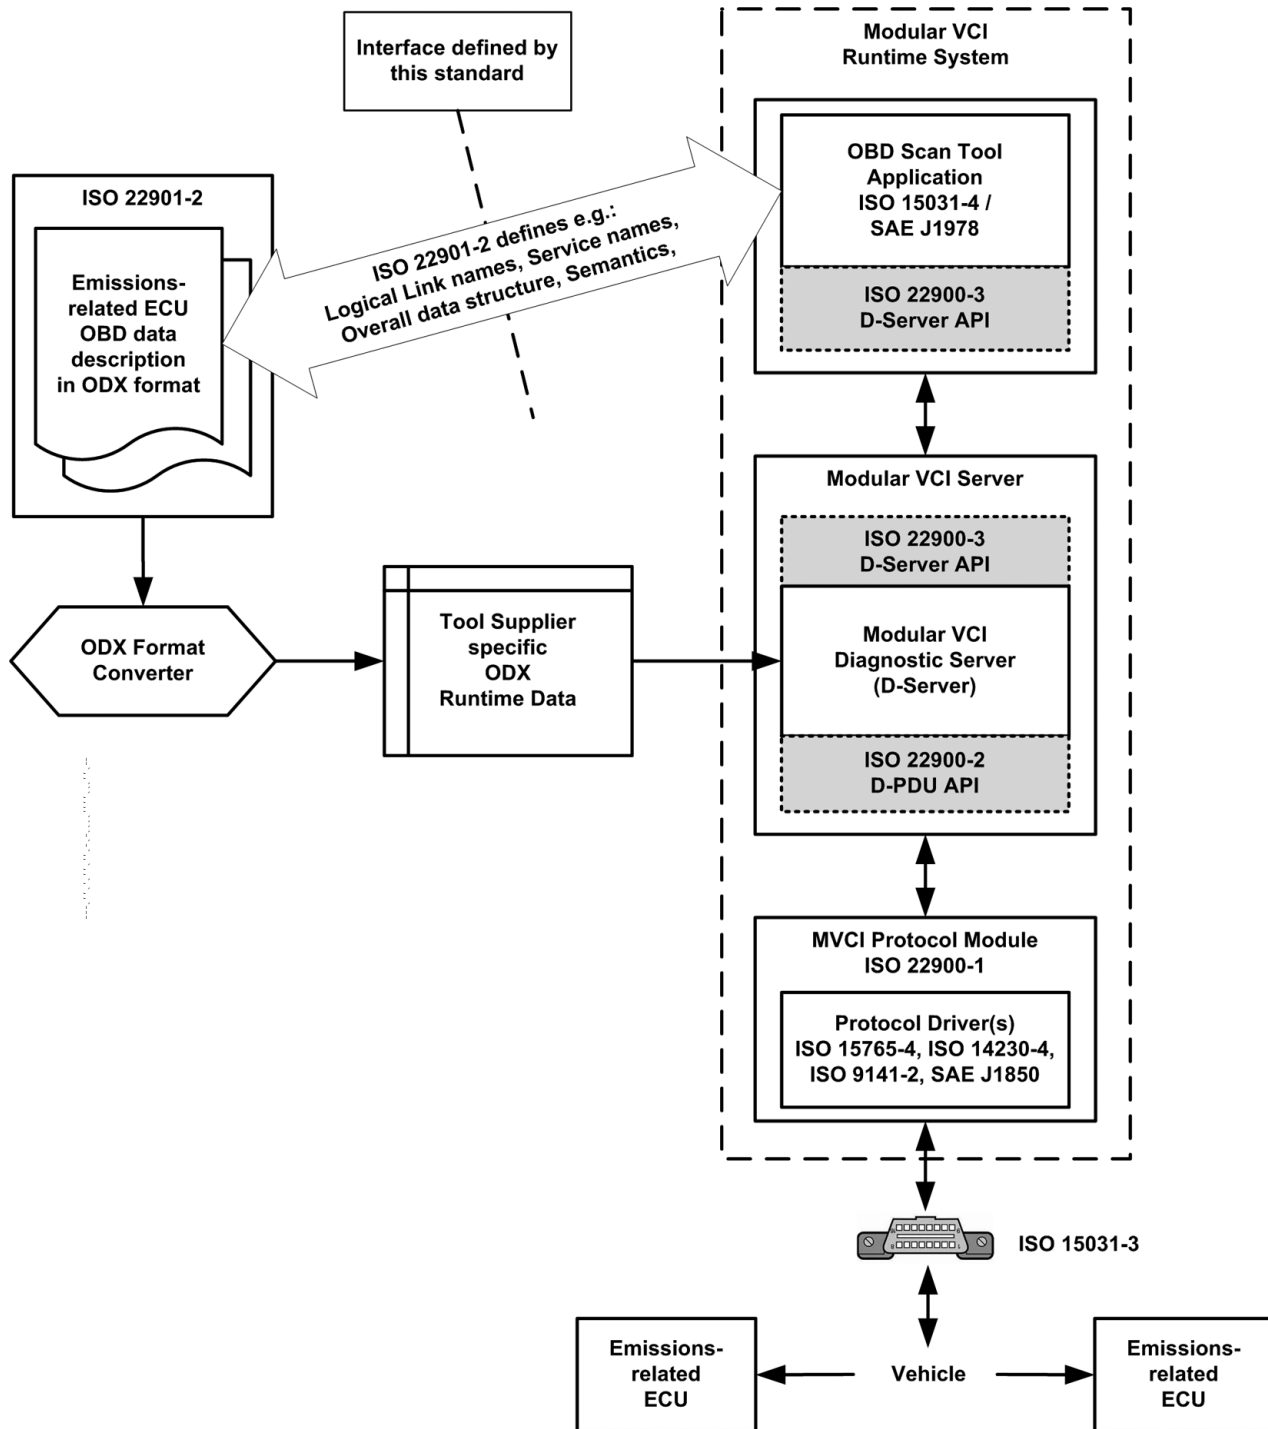 Interface defined by
this standard
Modular VCI
Runtime System
OBD Scan Tool
Application
ISO 15031-4 /
SAE J1978
ISO 22900-3
D-Server API
ISO 22901-2
Emissions-
related ECU
OBD data
description
in ODX format
ISO 22901-2 defines e.g.:
Logical Link names, Service names,
Overall data structure, Semantics,
Modular VCI Server
ISO 22900-3
D-Server API
Modular VCI
Diagnostic Server
(D-Server)
ISO 22900-2
D-PDU API
ODX Format
Converter
Tool Supplier
specific
ODX
Runtime Data
MVCI Protocol Module
ISO 22900-1
Protocol Driver(s)
ISO 15765-4, ISO 14230-4,
ISO 9141-2, SAE J1850
ISO 15031-3
Emissions-
related
ECU
Vehicle
Emissions-
related
ECU